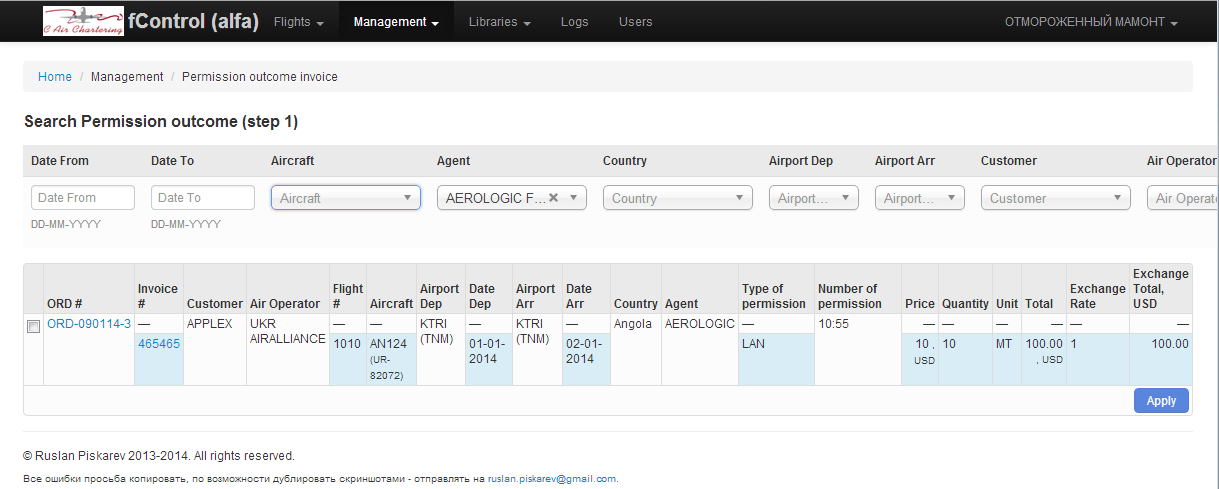 C Air Chartering fControl (alfa) Flights Management Libraries Logs Users ОТМОРОЖЕННЫЙ МАМОНТ
Home / Management / Permission outcome invoice
Search Permission outcome (step 1)
Date From Date To Aircraft Agent Country Airport Dep Airport Arr Customer Air Operator
Date From Date To Aircraft AEROLOGIC F... Country Airport... Airport... Customer Air Operat
DD-MM-YYYY DD-MM-YYYY
ORD # Invoice # Customer Air Operator Flight # Aircraft Airport Dep Date Dep Airport Arr Date Arr Country Agent Type of permission Number of permission Price Quantity Unit Total Exchange Rate Exchange Total, USD
ORD-090114-3 — APPLEX UKR AIRALLIANCE — — KTRI (TNM) — KTRI (TNM) — Angola AEROLOGIC — 10:55 — — — — — —
465465 1010 AN124 (UR-82072) 01-01-2014 02-01-2014 LAN 10 , USD 10 MT 100.00 , USD 1 100.00
Apply
© Ruslan Piskarev 2013-2014. All rights reserved.
Все ошибки просьба копировать, по возможности дублировать скриншотами - отправлять на ruslan.piskarev@gmail.com.